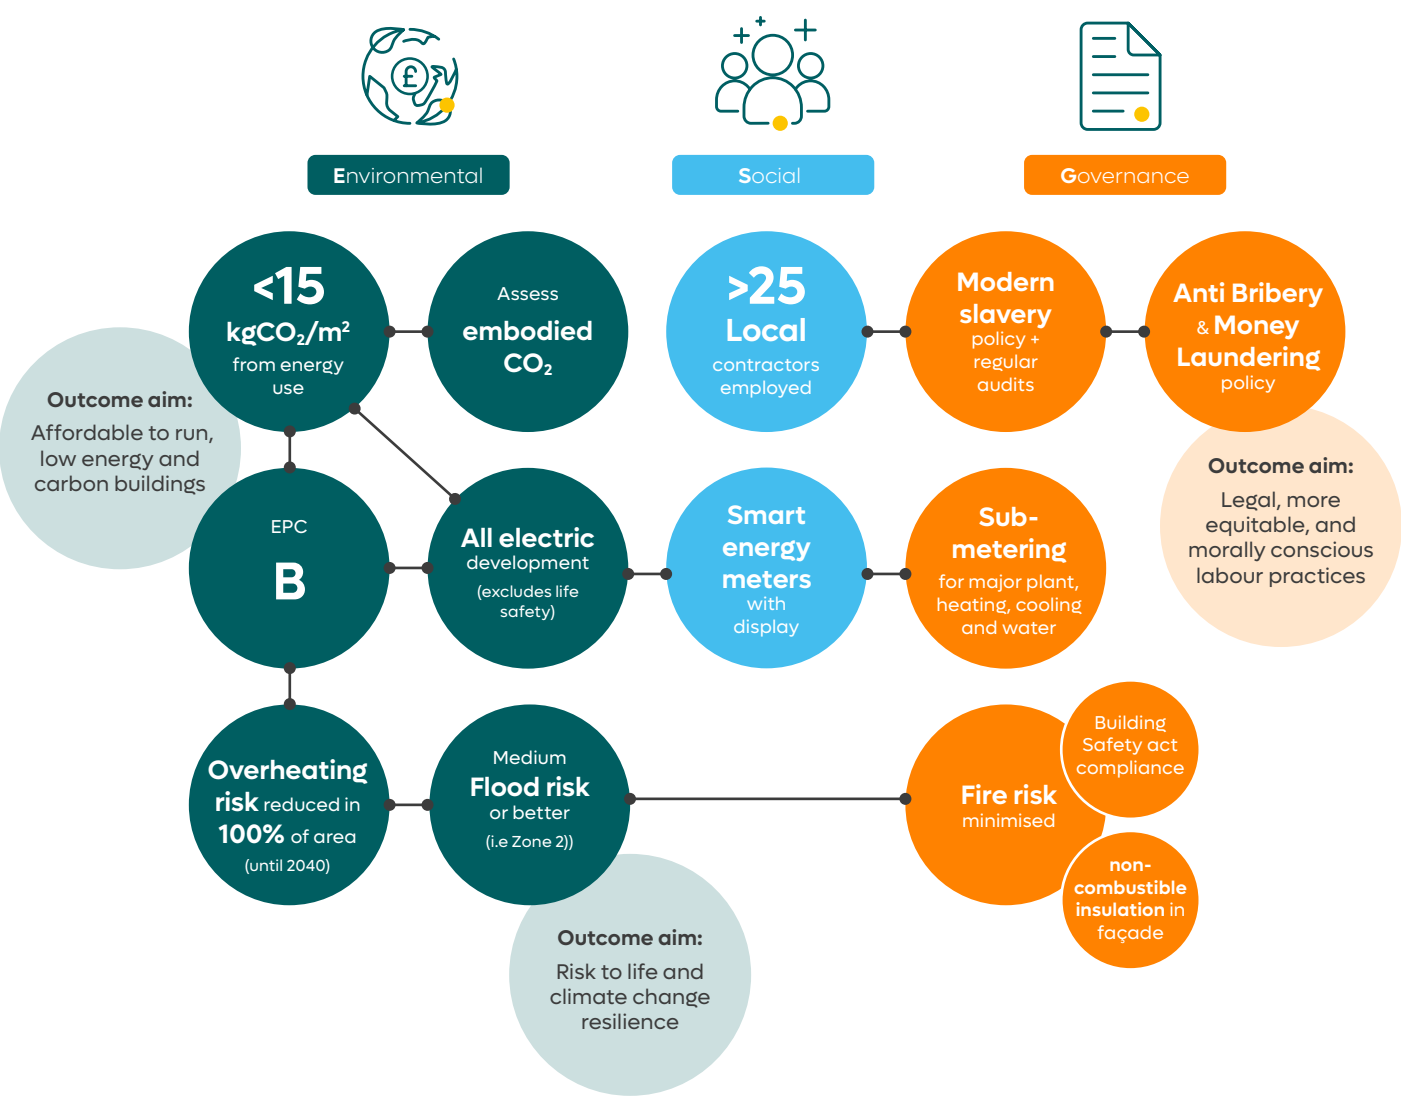 £
Environmental
Social
Governance
<15
kgCO₂/m²
from energy
use
Assess
embodied
CO₂
>25
Local
contractors
employed
Modern
slavery
policy +
regular
audits
Anti Bribery
& Money
Laundering
policy
Outcome aim:
Affordable to run,
low energy and
carbon buildings
Outcome aim:
Legal, more
equitable, and
morally conscious
labour practices
EPC
B
All electric
development
(excludes life
safety)
Smart
energy
meters
with
display
Sub-
metering
for major plant,
heating, cooling
and water
Overheating
risk reduced in
100% of area
(until 2040)
Medium
Flood risk
or better
(i.e Zone 2))
Fire risk
minimised
Building
Safety act
compliance
non-
combustible
insulation in
façade
Outcome aim:
Risk to life and
climate change
resilience